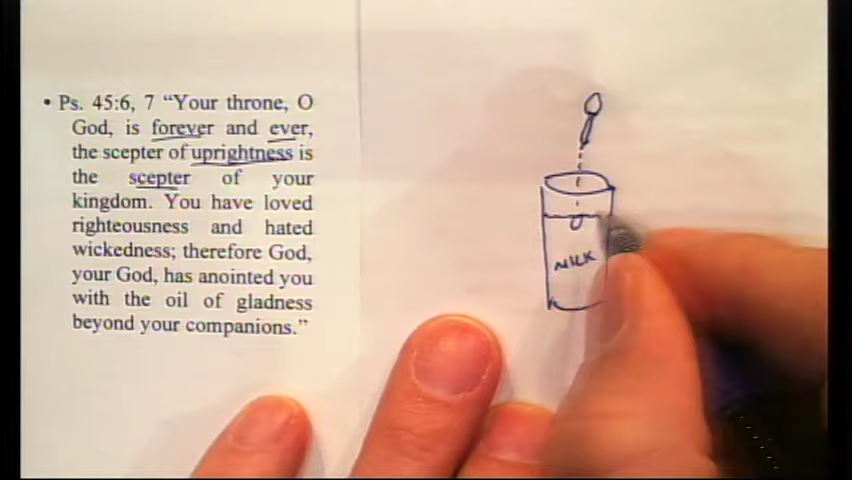 • Ps. 45:6, 7 “Your throne, O
God, is forever and ever,
the scepter of uprightness is
the scepter of your
kingdom. You have loved
righteousness and hated
wickedness; therefore God,
your God, has anointed you
with the oil of gladness
beyond your companions.”
MILK